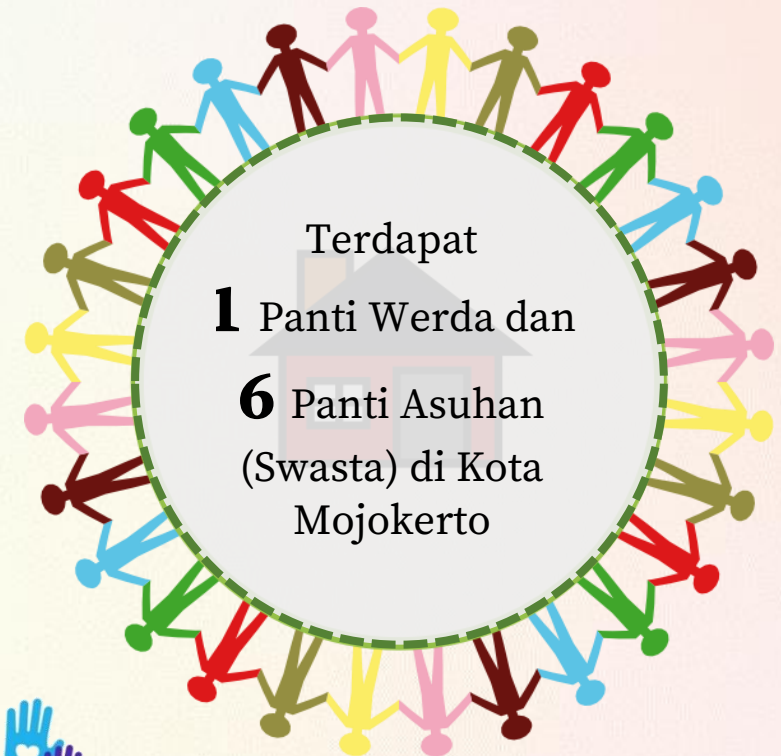 Terdapat
1 Panti Werda dan
6 Panti Asuhan
(Swasta) di Kota
Mojokerto